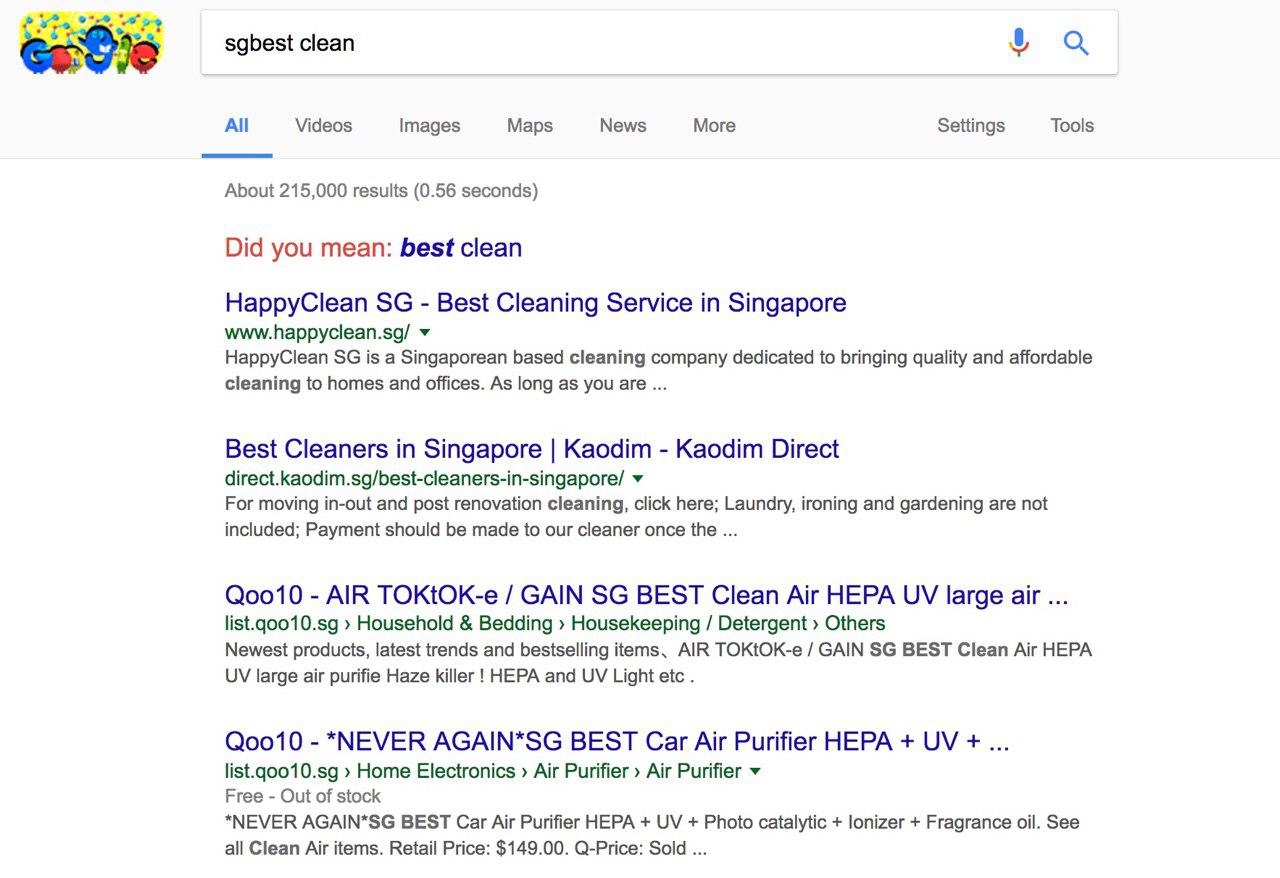 Google
sgbest clean
All Videos Images Maps News More Settings Tools
About 215,000 results (0.56 seconds)
Did you mean: best clean
HappyClean SG - Best Cleaning Service in Singapore
www.happyclean.sg/
HappyClean SG is a Singaporean based cleaning company dedicated to bringing quality and affordable
cleaning to homes and offices. As long as you are ...
Best Cleaners in Singapore | Kaodim - Kaodim Direct
direct.kaodim.sg/best-cleaners-in-singapore/
For moving in-out and post renovation cleaning, click here; Laundry, ironing and gardening are not
included; Payment should be made to our cleaner once the ...
Qoo10 - AIR TOKtOK-e / GAIN SG BEST Clean Air HEPA UV large air ...
list.qoo10.sg › Household & Bedding › Housekeeping / Detergent › Others
Newest products, latest trends and bestselling items、AIR TOKtOK-e / GAIN SG BEST Clean Air HEPA
UV large air purifie Haze killer ! HEPA and UV Light etc .
Qoo10 - *NEVER AGAIN*SG BEST Car Air Purifier HEPA + UV + ...
list.qoo10.sg › Home Electronics › Air Purifier › Air Purifier
Free - Out of stock
*NEVER AGAIN*SG BEST Car Air Purifier HEPA + UV + Photo catalytic + Ionizer + Fragrance oil. See
all Clean Air items. Retail Price: $149.00. Q-Price: Sold ...